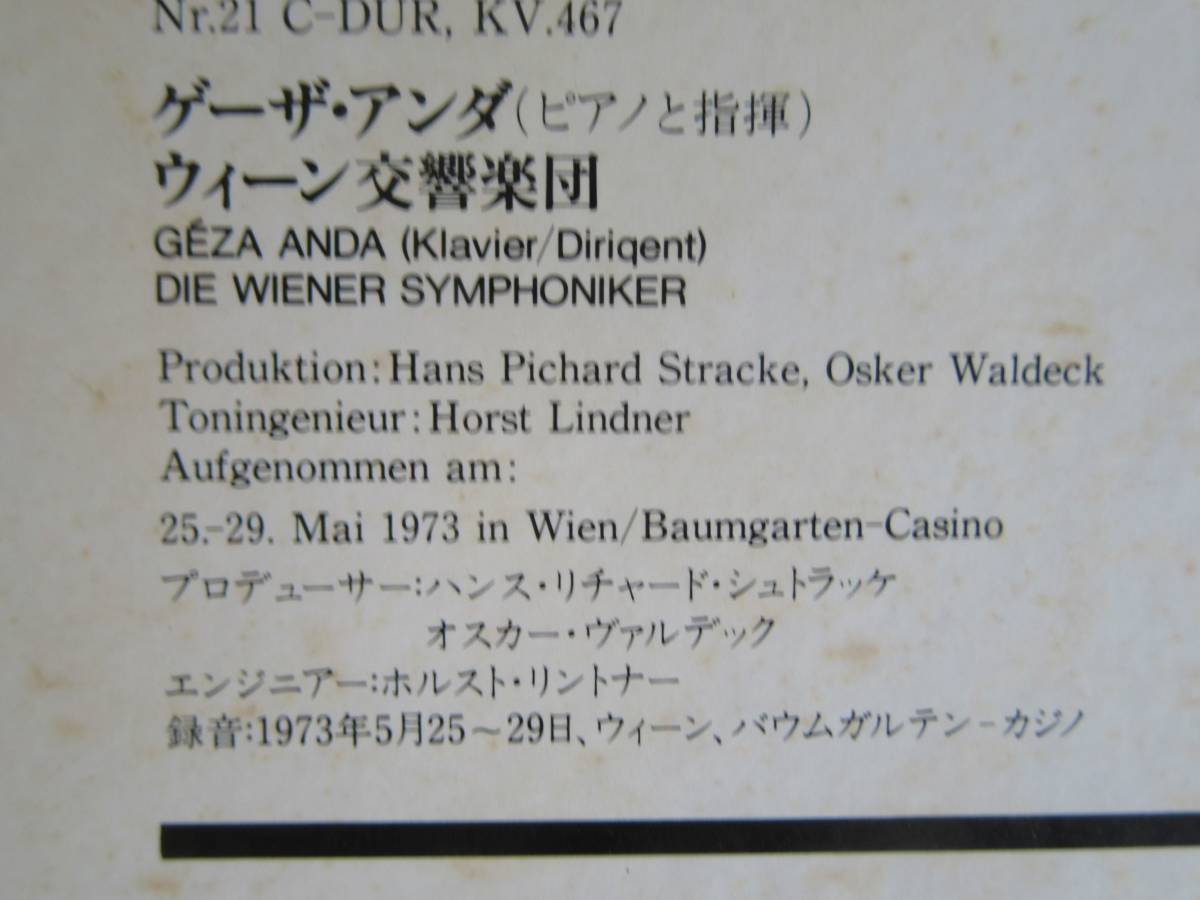 Nr.21 C-DUR, KV.467
ゲーザ・アンダ(ピアノと指揮)
ウィーン交響楽団
GÉZA ANDA (Klavier/Diriqent)
DIE WIENER SYMPHONIKER
Produktion: Hans Pichard Stracke, Osker Waldeck
Toningenieur: Horst Lindner
Aufgenommen am:
25.-29. Mai 1973 in Wien/Baumgarten-Casino
プロデューサー:ハンス・リチャード・シュトラッケ
オスカー・ヴァルデック
エンジニアー:ホルスト・リントナー
録音:1973年5月25~29日、ウィーン、バウムガルテン-カジノ